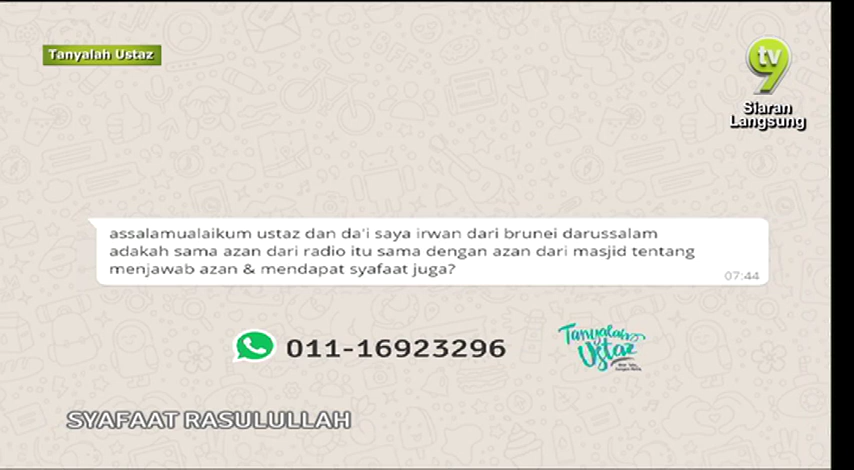 Tanyalah Ustaz
tv
9
Siaran
Langsung
assalamualaikum ustaz dan da'i saya irwan dari brunei darussalam
adakah sama azan dari radio itu sama dengan azan dari masjid tentang
menjawab azan & mendapat syafaat juga?
07:44
011-16923296
Tanyalah
Ustaz
SYAFAAT RASULULLAH